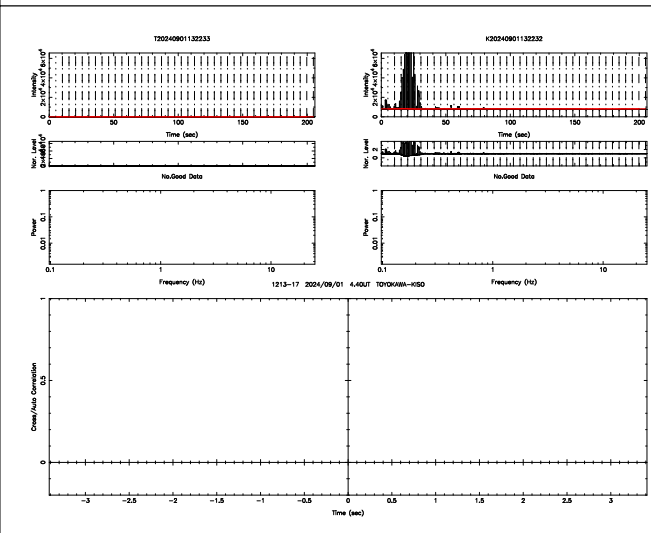 T20240901132233 K20240901132232
Intensity 0 2×10⁴ 4×10⁴ 6×10⁴ Intensity 0 2×10⁴ 4×10⁴ 6×10⁴
0 50 100 150 200 0 50 100 150 200
Time (sec) Time (sec)
Nor. Level Nor. Level 0 2
No.Good Data No.Good Data
Power 0.01 0.1 1 Power 0.01 0.1 1
0.1 1 10 0.1 1 10
Frequency (Hz) Frequency (Hz)
1213-17 2024/09/01 4.40UT TOYOKAWA-KISO
Cross/Auto Correlation 0 0.5 1
-3 -2.5 -2 -1.5 -1 -0.5 0 0.5 1 1.5 2 2.5 3
Time (sec)